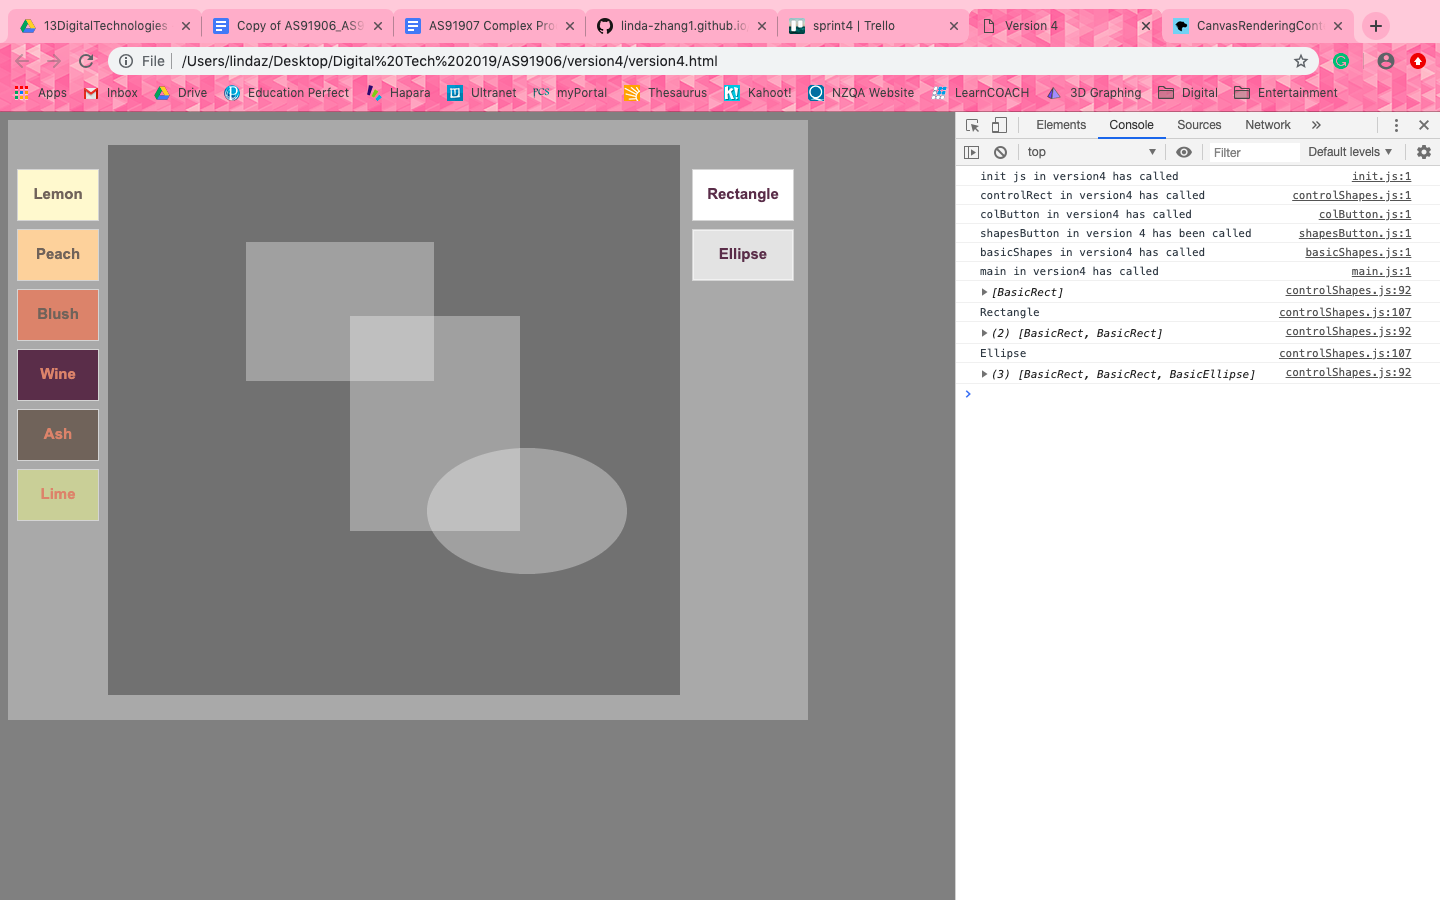 13DigitalTechnologies
Copy of AS91906_AS9
AS91907 Complex Pro
linda-zhang1.github.io
sprint4 | Trello
Version 4
CanvasRenderingCont
File
/Users/lindaz/Desktop/Digital%20Tech%202019/AS91906/version4/version4.html
Apps
Inbox
Drive
Education Perfect
Hapara
Ultranet
PCS myPortal
Thesaurus
Kahoot!
NZQA Website
LearnCOACH
3D Graphing
Digital
Entertainment
Lemon
Peach
Blush
Wine
Ash
Lime
Rectangle
Ellipse
Elements Console Sources Network »
top Filter Default levels
init js in version4 has called init.js:1
controlRect in version4 has called controlShapes.js:1
colButton in version4 has called colButton.js:1
shapesButton in version 4 has been called shapesButton.js:1
basicShapes in version4 has called basicShapes.js:1
main in version4 has called main.js:1
[BasicRect] controlShapes.js:92
Rectangle controlShapes.js:107
(2) [BasicRect, BasicRect] controlShapes.js:92
Ellipse controlShapes.js:107
(3) [BasicRect, BasicRect, BasicEllipse] controlShapes.js:92